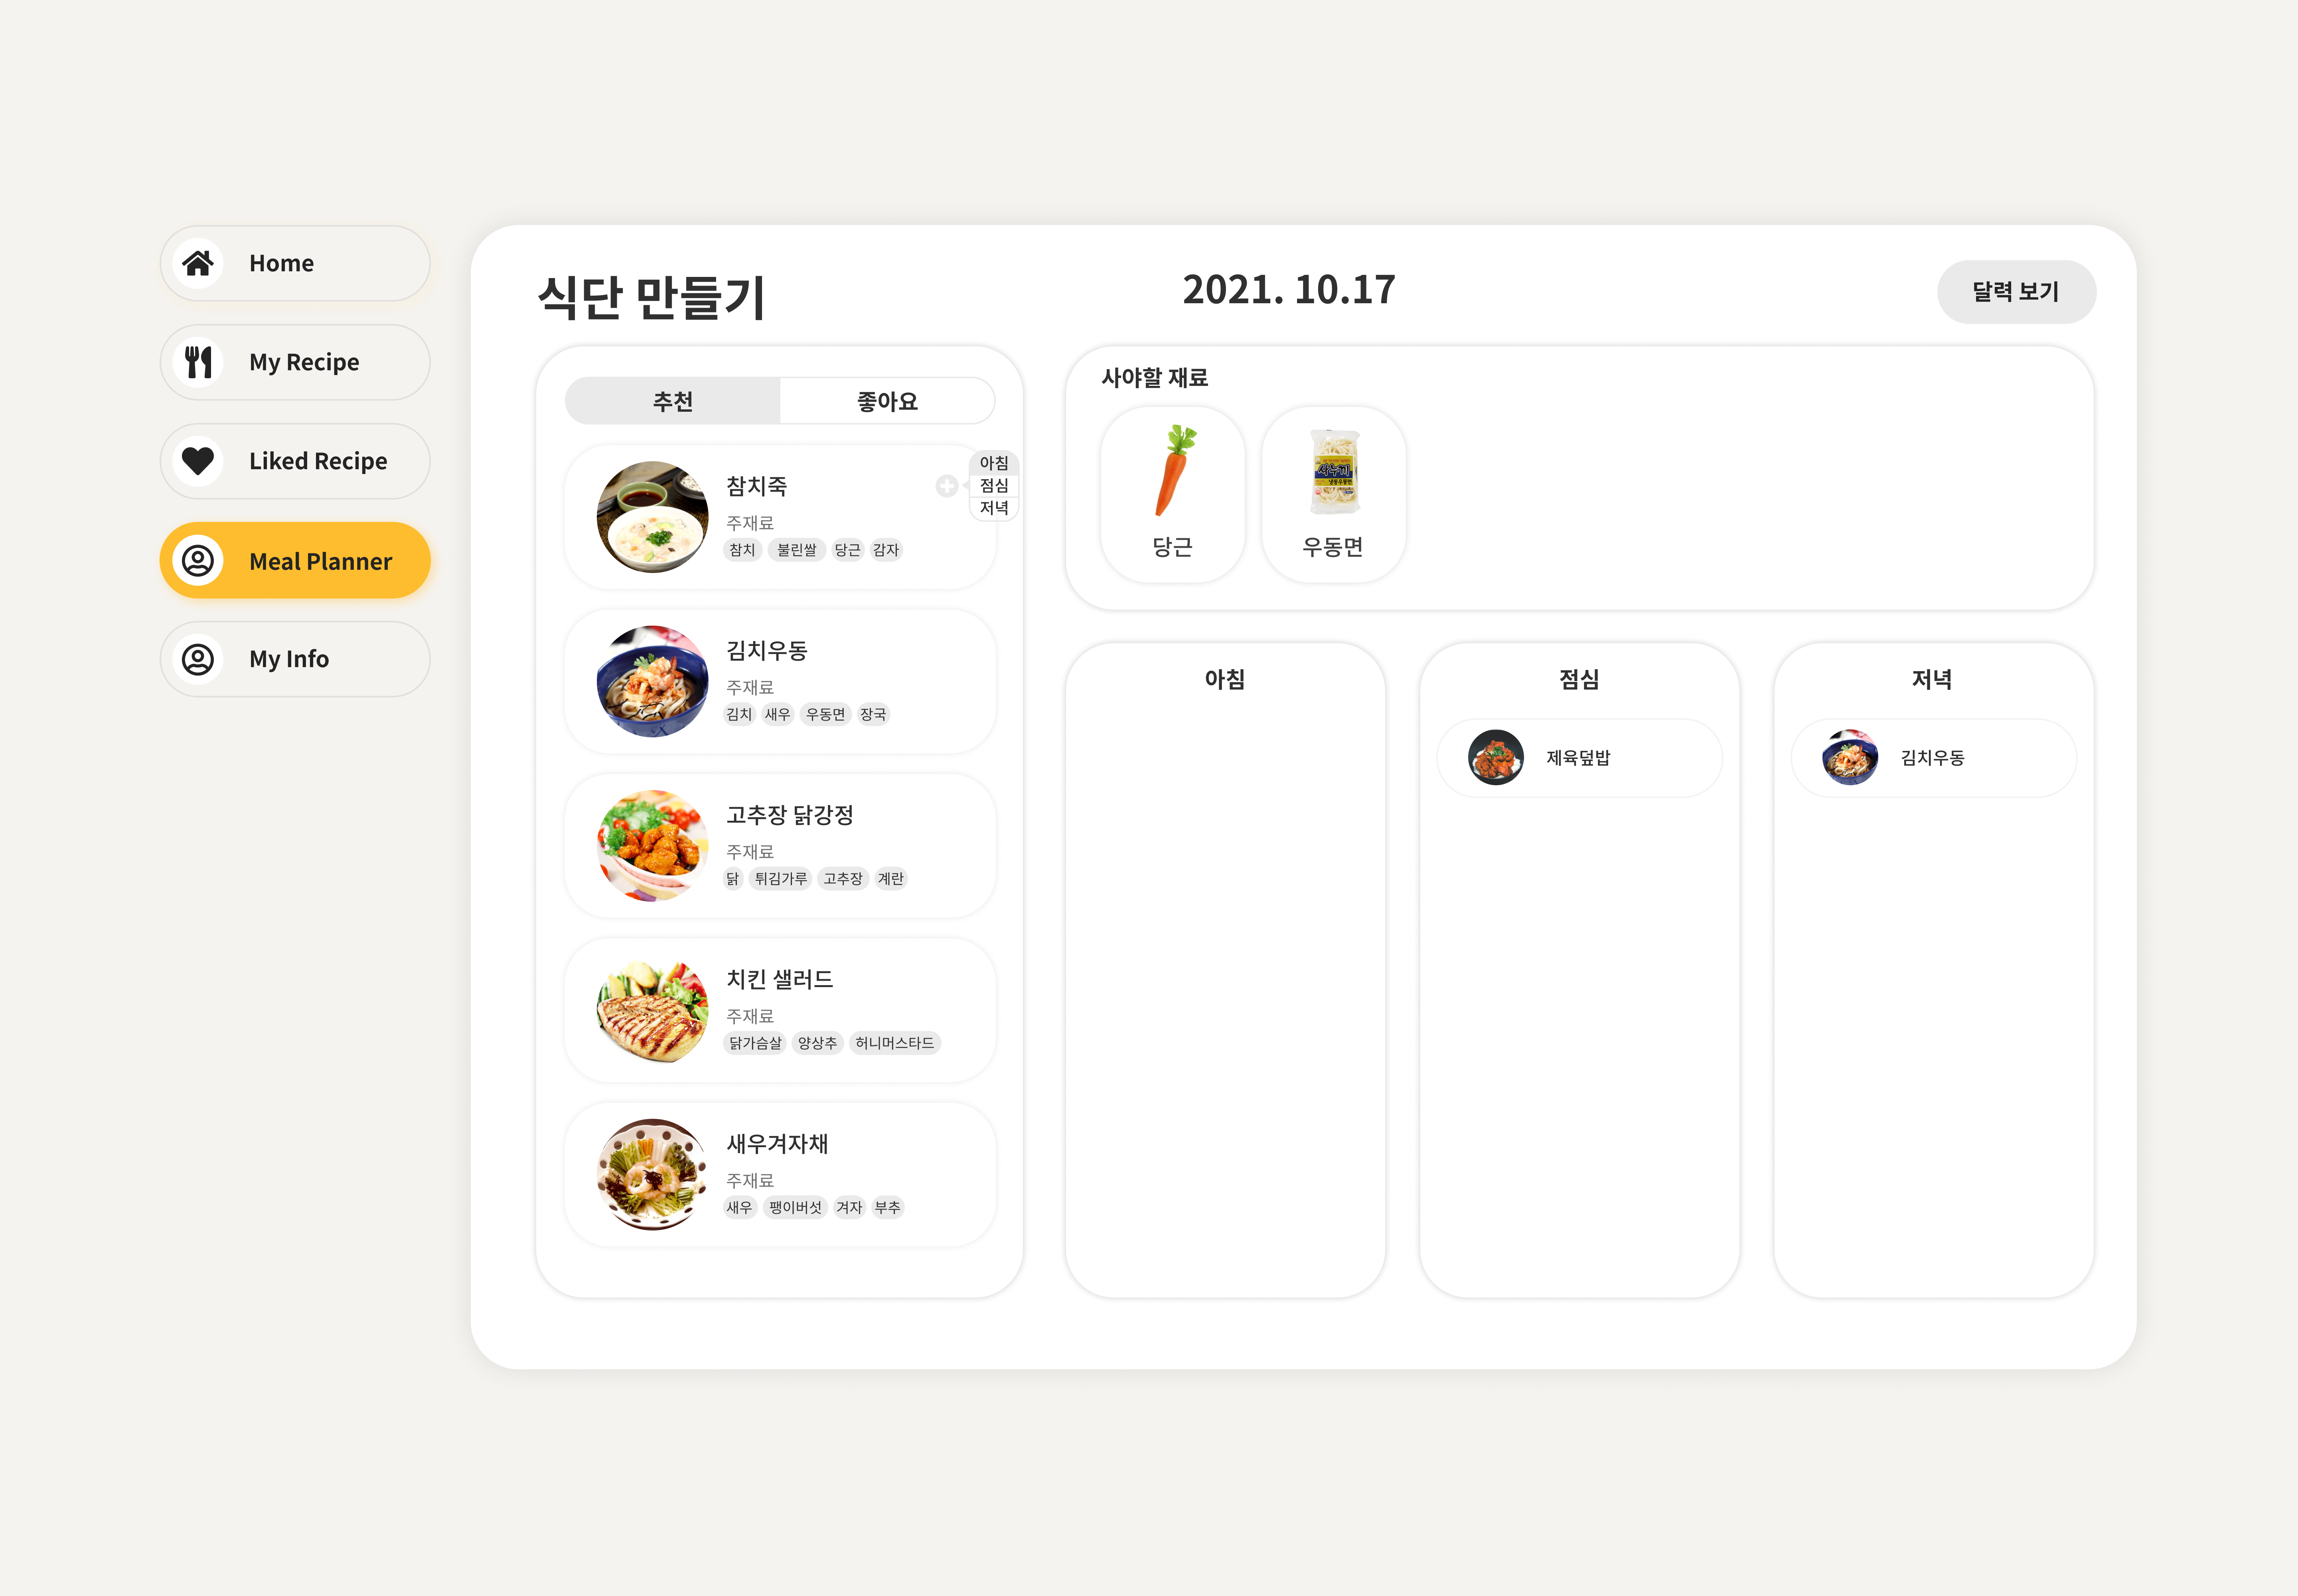 Home
My Recipe
Liked Recipe
Meal Planner
My Info
식단 만들기
2021. 10.17
달력 보기
추천
좋아요
참치죽
주재료
참치 불린쌀 당근 감자
아침
점심
저녁
김치우동
주재료
김치 새우 우동면 장국
고추장 닭강정
주재료
닭 튀김가루 고추장 계란
치킨 샐러드
주재료
닭가슴살 양상추 허니머스타드
새우겨자채
주재료
새우 팽이버섯 겨자 부추
사야할 재료
당근
우동면
아침
점심
제육덮밥
저녁
김치우동